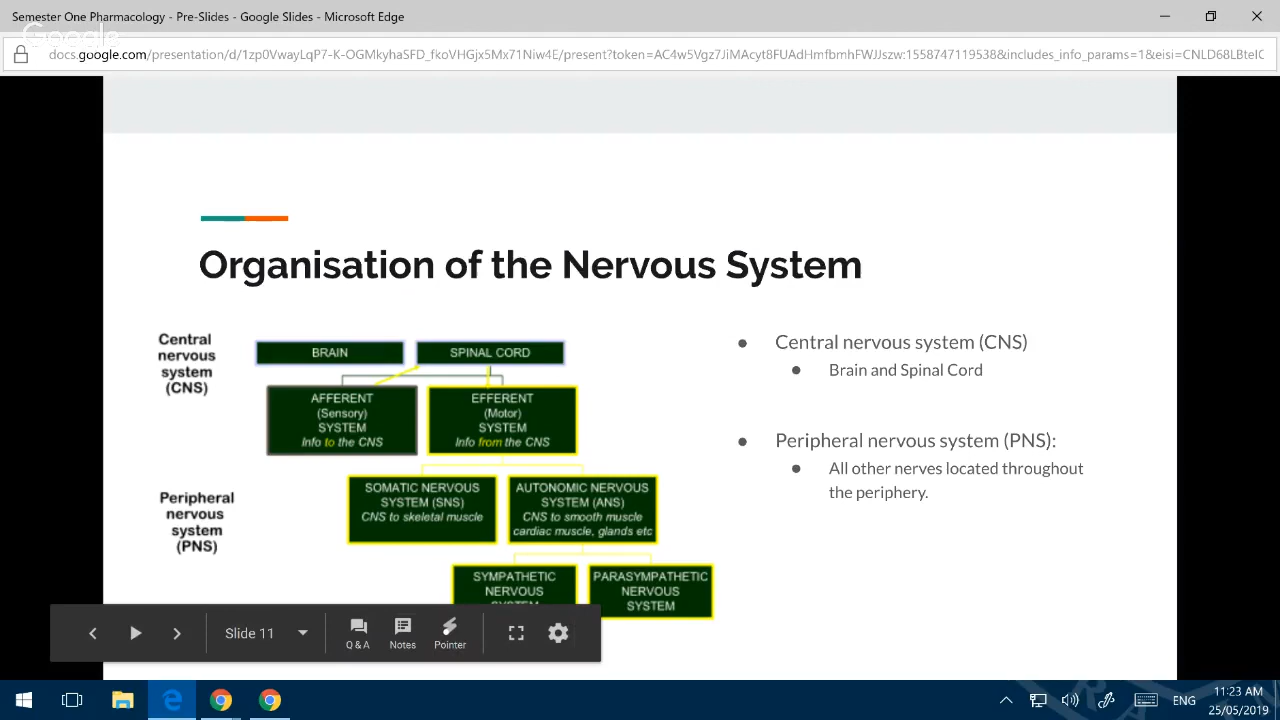 Semester One Pharmacology - Pre-Slides - Google Slides - Microsoft Edge
Google
docs.google.com/presentation/d/1zp0VwayLqP7-K-OGMkyhaSFD_fkoVHGjx5Mx71Niw4E/present?token=AC4w5Vgz7JiMAcyt8FUAdHmfbmhFWJJszw:1558747119538&includes_info_params=1&eisi=CNLD68LBteIC
Organisation of the Nervous System
Central
nervous
system
(CNS)
BRAIN
SPINAL CORD
AFFERENT
(Sensory)
SYSTEM
Info to the CNS
EFFERENT
(Motor)
SYSTEM
Info from the CNS
Peripheral
nervous
system
(PNS)
SOMATIC NERVOUS
SYSTEM (SNS)
CNS to skeletal muscle
AUTONOMIC NERVOUS
SYSTEM (ANS)
CNS to smooth muscle
cardiac muscle, glands etc
SYMPATHETIC
NERVOUS
SYSTEM
PARASYMPATHETIC
NERVOUS
SYSTEM
● Central nervous system (CNS)
● Brain and Spinal Cord
● Peripheral nervous system (PNS):
● All other nerves located throughout
the periphery.
Slide 11
Q & A
Notes
Pointer
ENG
11:23 AM
25/05/2019